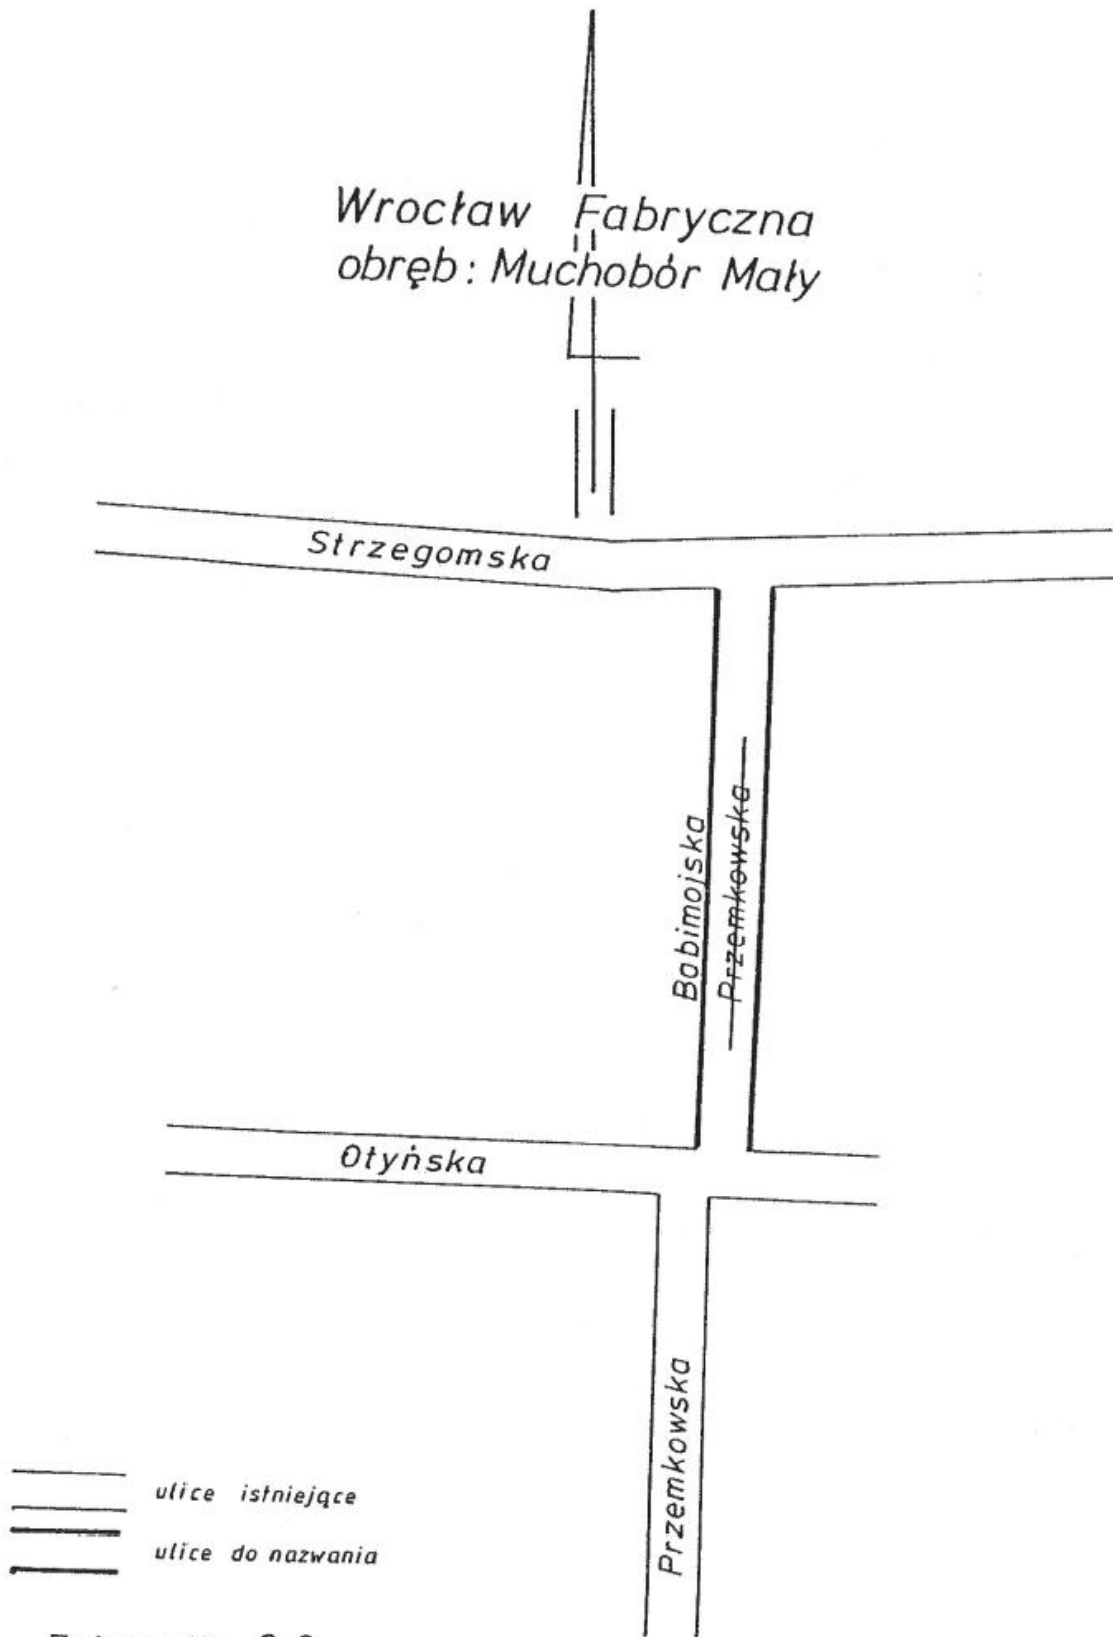 Wrocław Fabryczna
obręb: Muchobór Mały
Strzegomska
Babimojska
Przemkowska
Otyńska
Przemkowska
ulice istniejące
ulice do nazwania